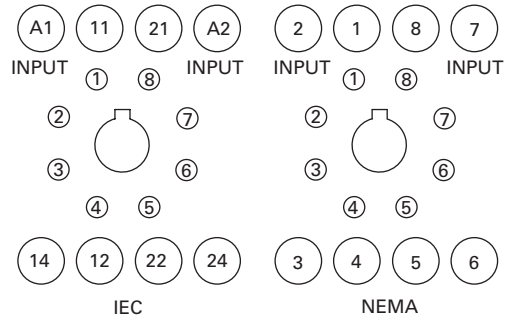 A1 11 21 A2 2 1 8 7
INPUT INPUT INPUT INPUT
1 8 1 8
2 7 2 7
3 6 3 6
4 5 4 5
14 12 22 24 3 4 5 6
IEC NEMA